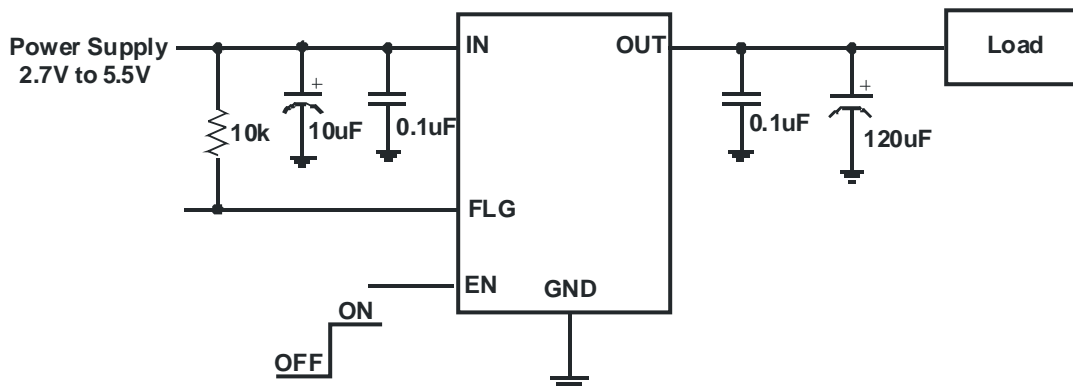 Power Supply
2.7V to 5.5V
IN
OUT
Load
10k
+
10uF
0.1uF
0.1uF
+
120uF
FLG
EN
GND
ON
OFF